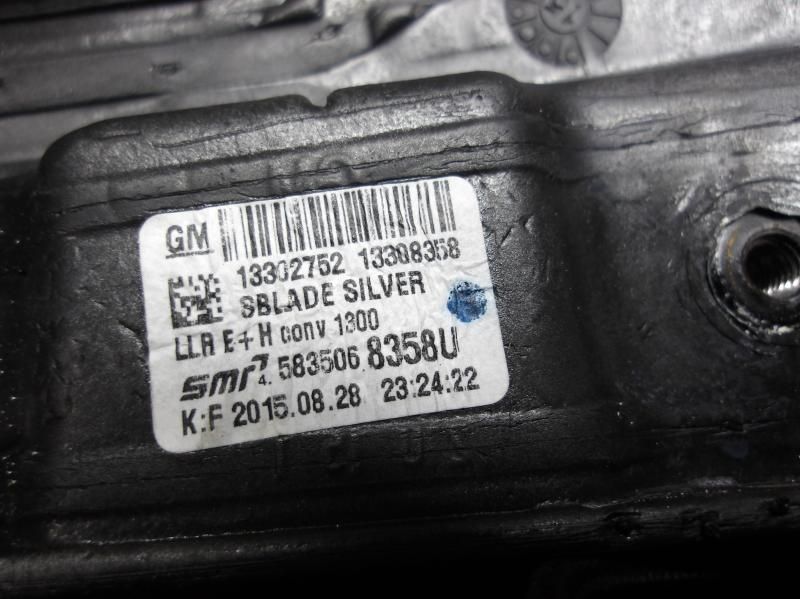 GM
13302752 13308358
SBLADE SILVER
LLR E+H conv 1300
smr 4. 583506 8358U
K:F 2015.08.28 23:24:22